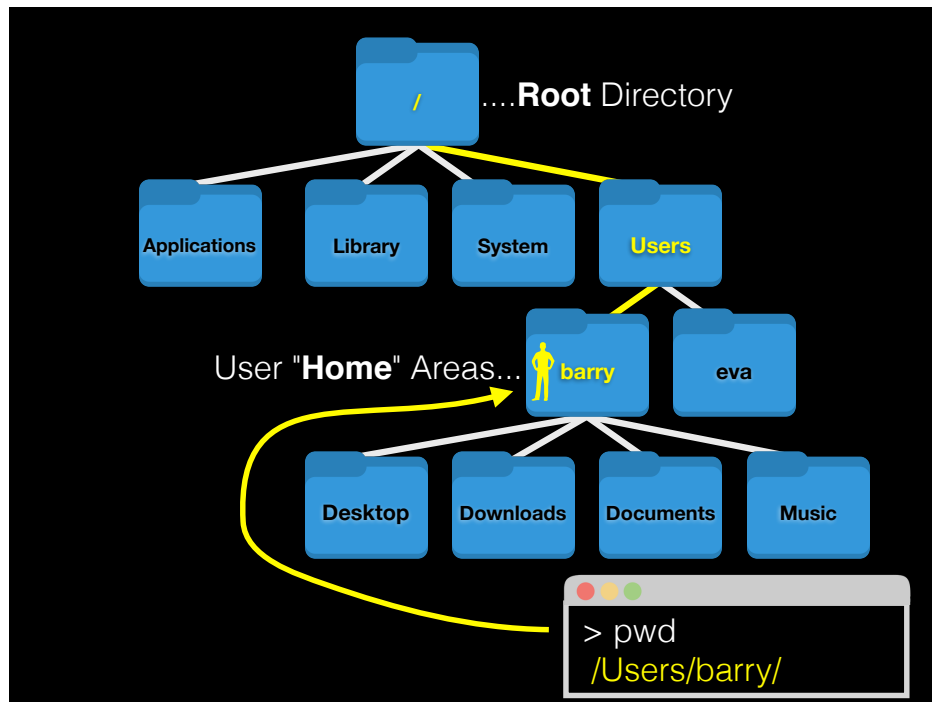 /
....Root Directory
Applications
Library
System
Users
User "Home" Areas...
barry
eva
Desktop
Downloads
Documents
Music
> pwd
/Users/barry/